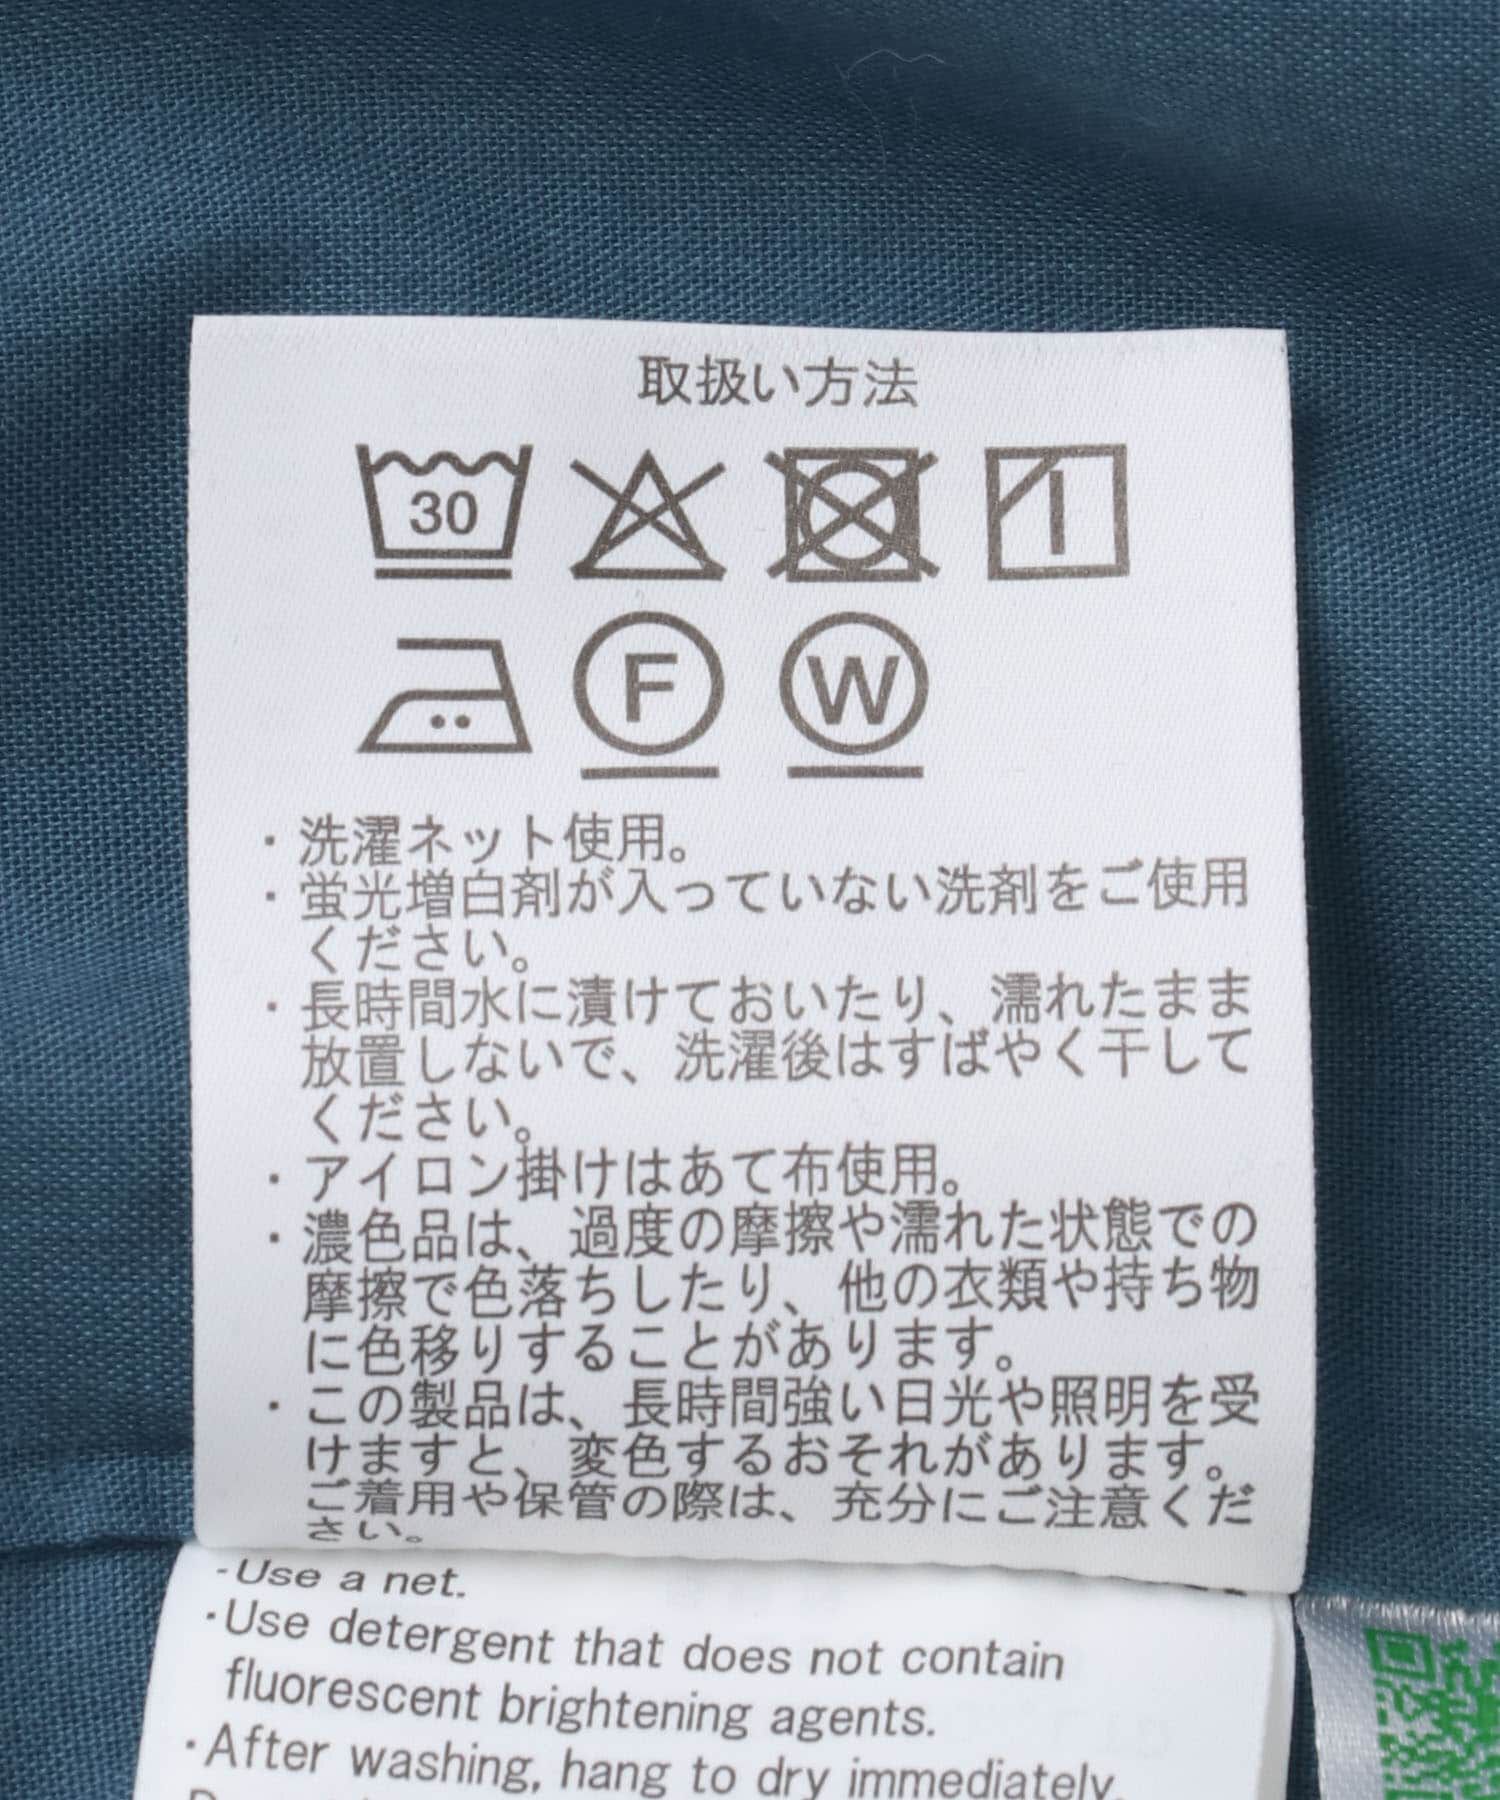 取扱い方法
30
F W
・洗濯ネット使用。
・蛍光増白剤が入っていない洗剤をご使用
ください。
・長時間水に漬けておいたり、濡れたまま
放置しないで、洗濯後はすばやく干して
ください。
・アイロン掛けはあて布使用。
・濃色品は、過度の摩擦や濡れた状態での
摩擦で色落ちしたり、他の衣類や持ち物
に色移りすることがあります。
・この製品は、長時間強い日光や照明を受
けますと、変色するおそれがあります。
ご着用や保管の際は、充分にご注意くだ
さい。
・Use a net.
・Use detergent that does not contain
fluorescent brightening agents.
・After washing, hang to dry immediately.